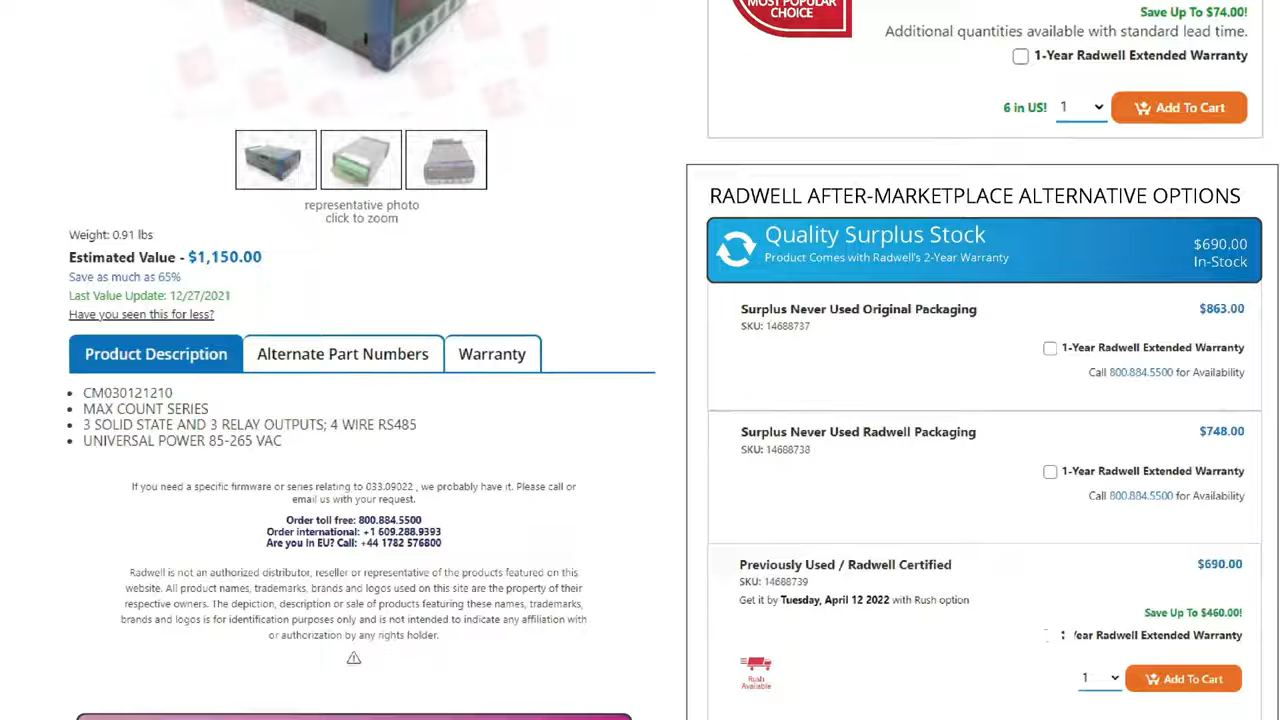 MOST POPULAR
CHOICE
Save Up To $74.00!
Additional quantities available with standard lead time.
1-Year Radwell Extended Warranty
6 in US!
1
Add To Cart
representative photo
click to zoom
Weight: 0.91 lbs
Estimated Value - $1,150.00
Save as much as 65%
Last Value Update: 12/27/2021
Have you seen this for less?
Product Description
Alternate Part Numbers
Warranty
CM030121210
MAX COUNT SERIES
3 SOLID STATE AND 3 RELAY OUTPUTS; 4 WIRE RS485
UNIVERSAL POWER 85-265 VAC
If you need a specific firmware or series relating to 033.09022 , we probably have it. Please call or
email us with your request.
Order toll free: 800.884.5500
Order international: +1 609.288.9393
Are you in EU? Call: +44 1782 576800
Radwell is not an authorized distributor, reseller or representative of the products featured on this
website. All product names, trademarks, brands and logos used on this site are the property of their
respective owners. The depiction, description or sale of products featuring these names, trademarks,
brands and logos is for identification purposes only and is not intended to indicate any affiliation with
or authorization by any rights holder.
RADWELL AFTER-MARKETPLACE ALTERNATIVE OPTIONS
Quality Surplus Stock
Product Comes with Radwell's 2-Year Warranty
$690.00
In-Stock
Surplus Never Used Original Packaging
$863.00
SKU: 14688737
1-Year Radwell Extended Warranty
Call 800.884.5500 for Availability
Surplus Never Used Radwell Packaging
$748.00
SKU: 14688738
1-Year Radwell Extended Warranty
Call 800.884.5500 for Availability
Previously Used / Radwell Certified
$690.00
SKU: 14688739
Get it by Tuesday, April 12 2022 with Rush option
Save Up To $460.00!
Year Radwell Extended Warranty
Rush
Available
1
Add To Cart